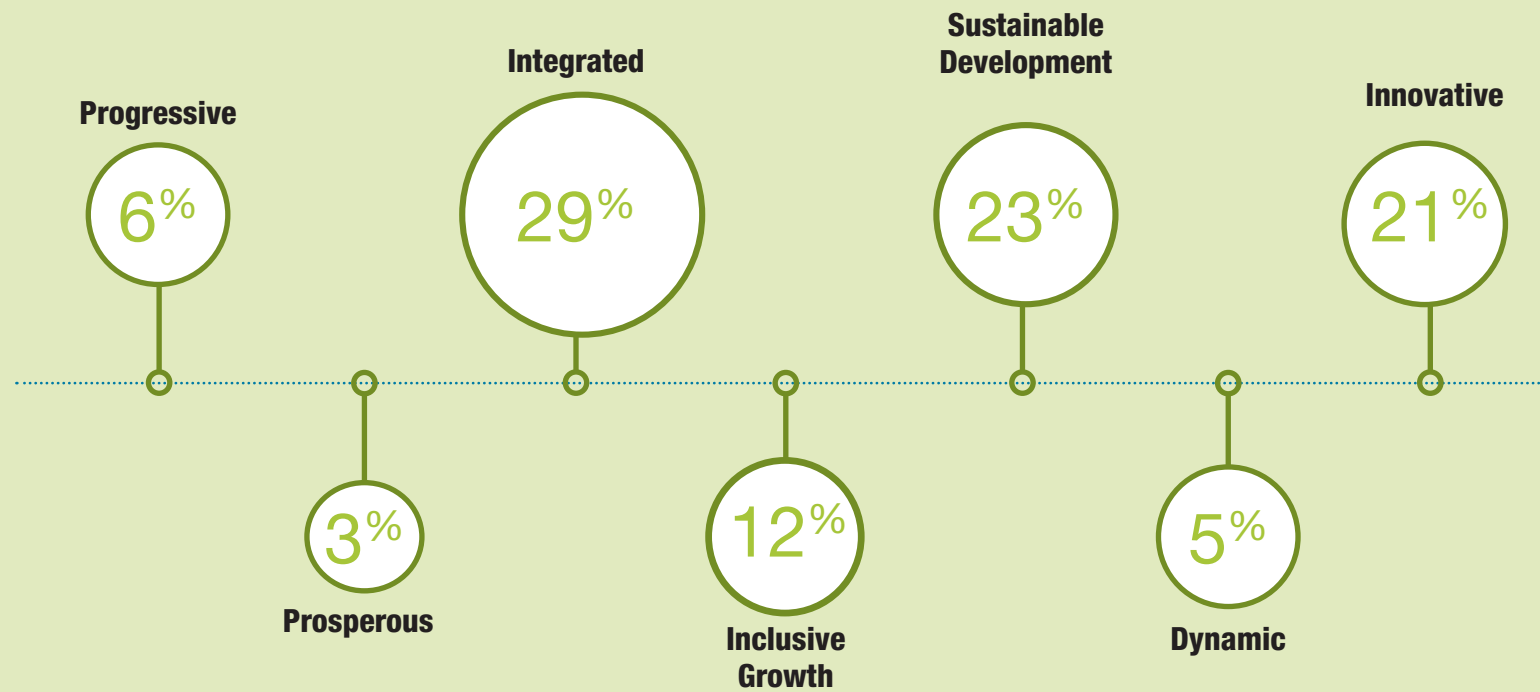 Progressive
6%
Prosperous
3%
Integrated
29%
Inclusive
Growth
12%
Sustainable
Development
23%
Dynamic
5%
Innovative
21%